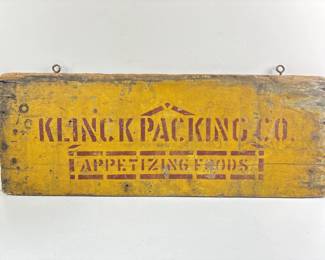 KLINCK PACKING CO.
APPETIZING FOODS.